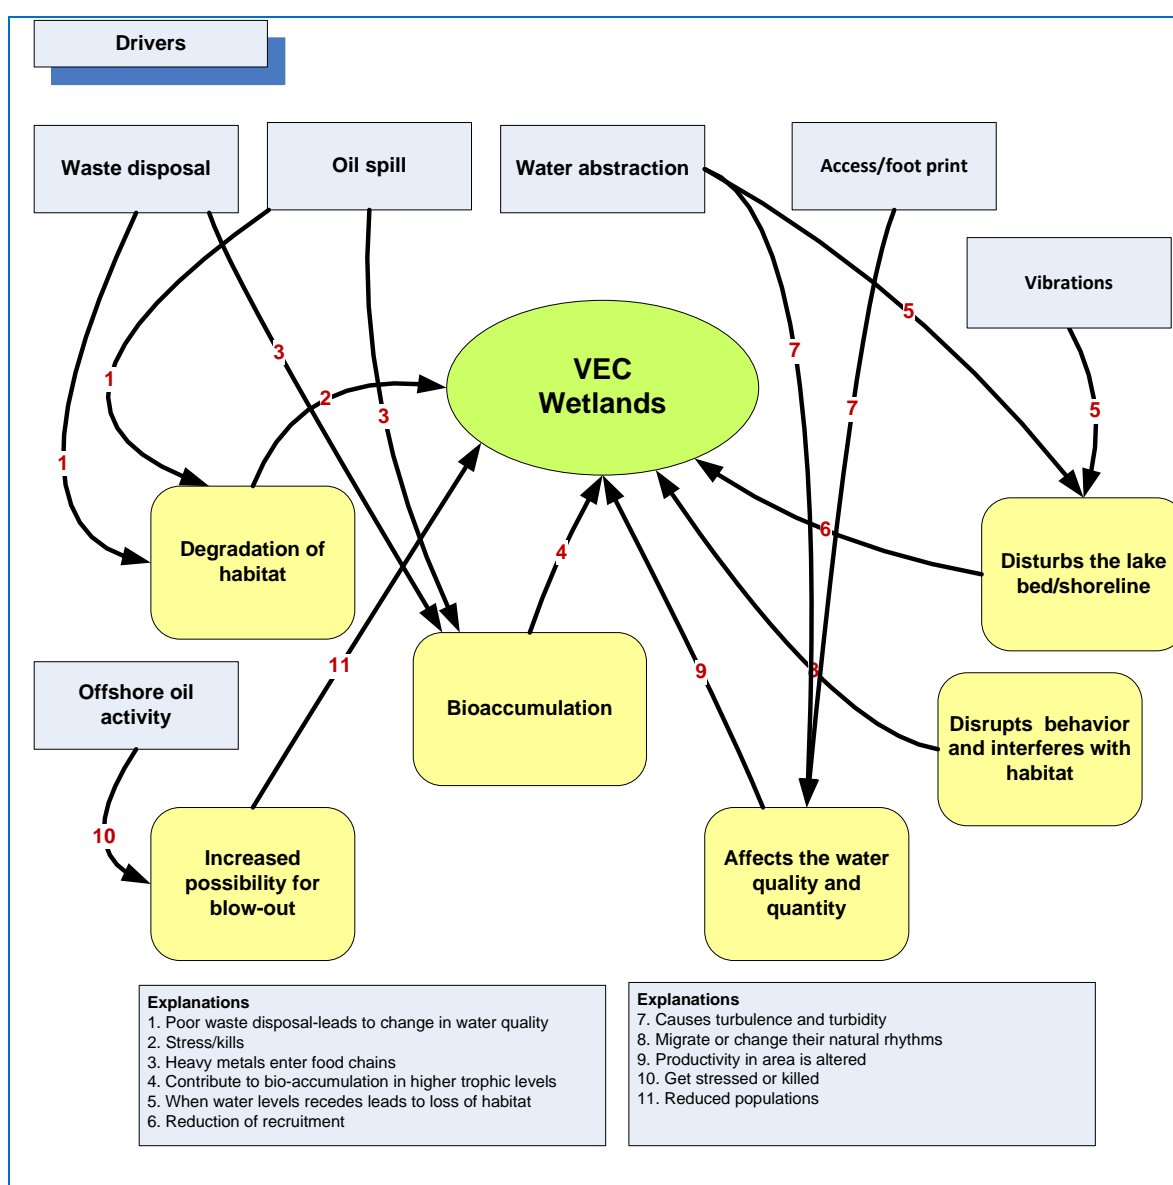 Drivers
Waste disposal
Oil spill
Water abstraction
Access/foot print
Vibrations
VEC
Wetlands
5
7
3
1
2
3
7
5
1
Degradation of
habitat
4
6
Disturbs the lake
bed/shoreline
11
9
8
Offshore oil
activity
Bioaccumulation
Disrupts behavior
and interferes with
habitat
10
Increased
possibility for
blow-out
Affects the water
quality and
quantity
Explanations
1. Poor waste disposal-leads to change in water quality
2. Stress/kills
3. Heavy metals enter food chains
4. Contribute to bio-accumulation in higher trophic levels
5. When water levels recedes leads to loss of habitat
6. Reduction of recruitment
Explanations
7. Causes turbulence and turbidity
8. Migrate or change their natural rhythms
9. Productivity in area is altered
10. Get stressed or killed
11. Reduced populations